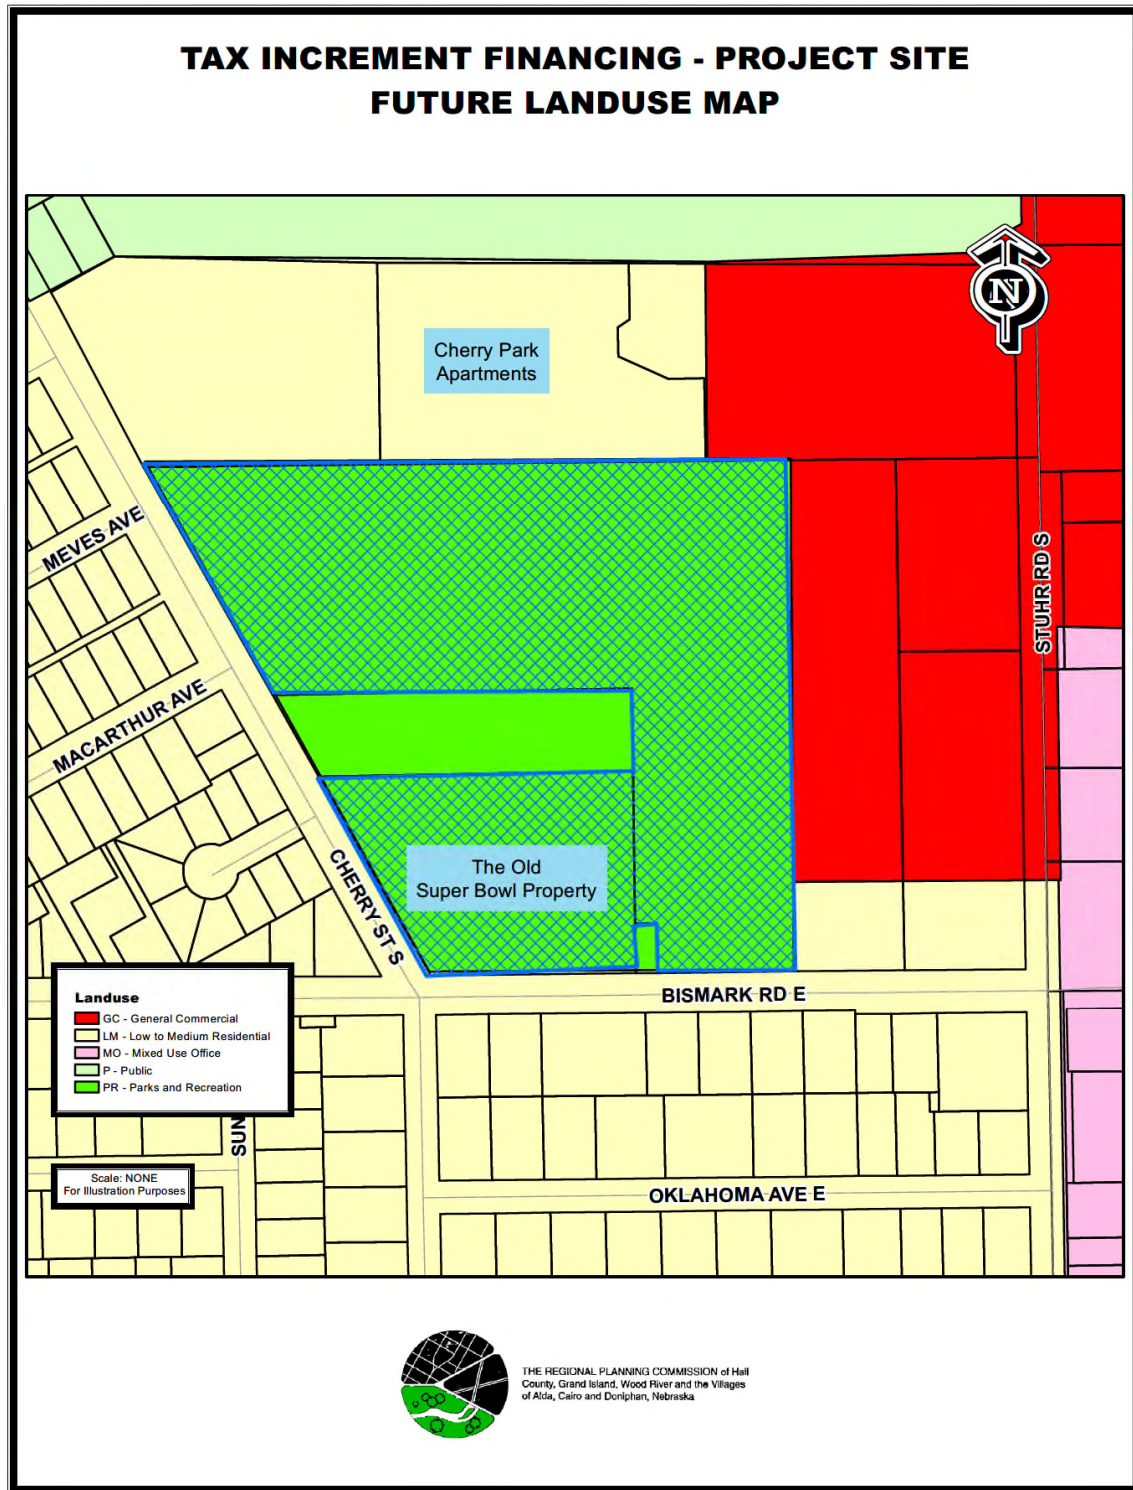 TAX INCREMENT FINANCING - PROJECT SITE
FUTURE LANDUSE MAP
N
Cherry Park
Apartments
MEVES AVE
STUHR RD S
MACARTHUR AVE
CHERRY ST S
The Old
Super Bowl Property
BISMARK RD E
Landuse
GC - General Commercial
LM - Low to Medium Residential
MO - Mixed Use Office
P - Public
PR - Parks and Recreation
SUN
Scale: NONE
For Illustration Purposes
OKLAHOMA AVE E
THE REGIONAL PLANNING COMMISSION of Hall
County, Grand Island, Wood River and the Villages
of Alda, Cairo and Doniphan, Nebraska